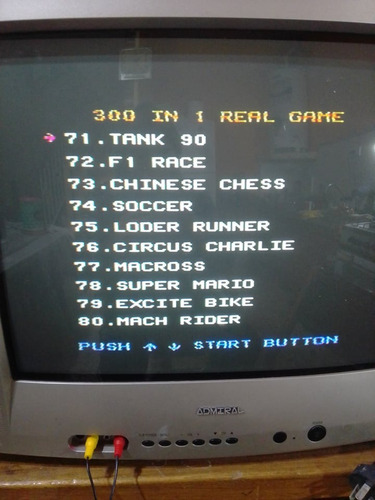 300 IN 1 REAL GAME
71.TANK 90
72.F1 RACE
73.CHINESE CHESS
74.SOCCER
75.LODER RUNNER
76.CIRCUS CHARLIE
77.MACROSS
78.SUPER MARIO
79.EXCITE BIKE
80.MACH RIDER
PUSH ↑ ↓ START BUTTON
ADMIRAL